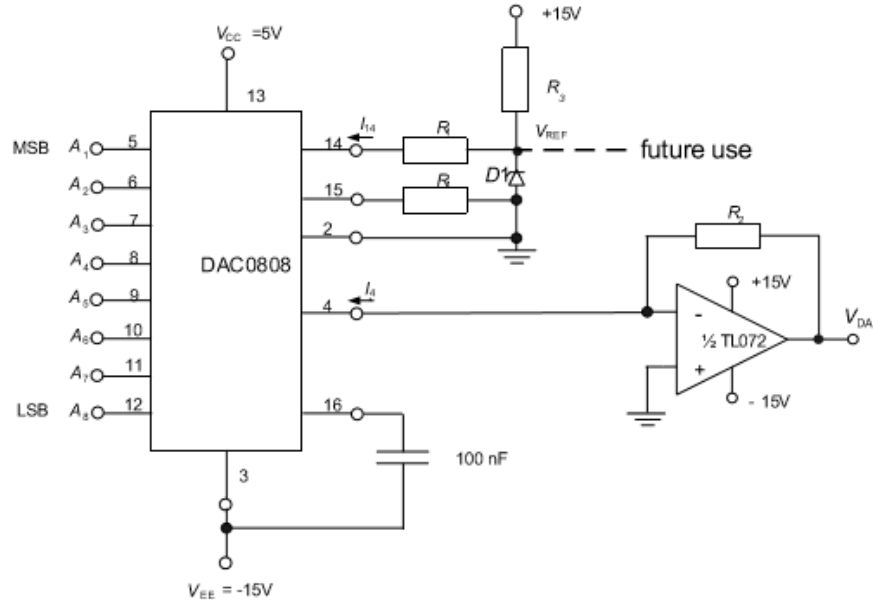 V_CC =5V
+15V
13
R_3
MSB A_1 5
14 I_14 R_1 V_REF future use
A_2 6
15 R_1 D1
A_3 7
2
A_4 8
DAC0808
R_2
A_5 9
4 I_4
+15V
A_6 10
- ½ TL072 V_DA
A_7 11
+
- 15V
LSB A_8 12
16
100 nF
3
V_EE = -15V